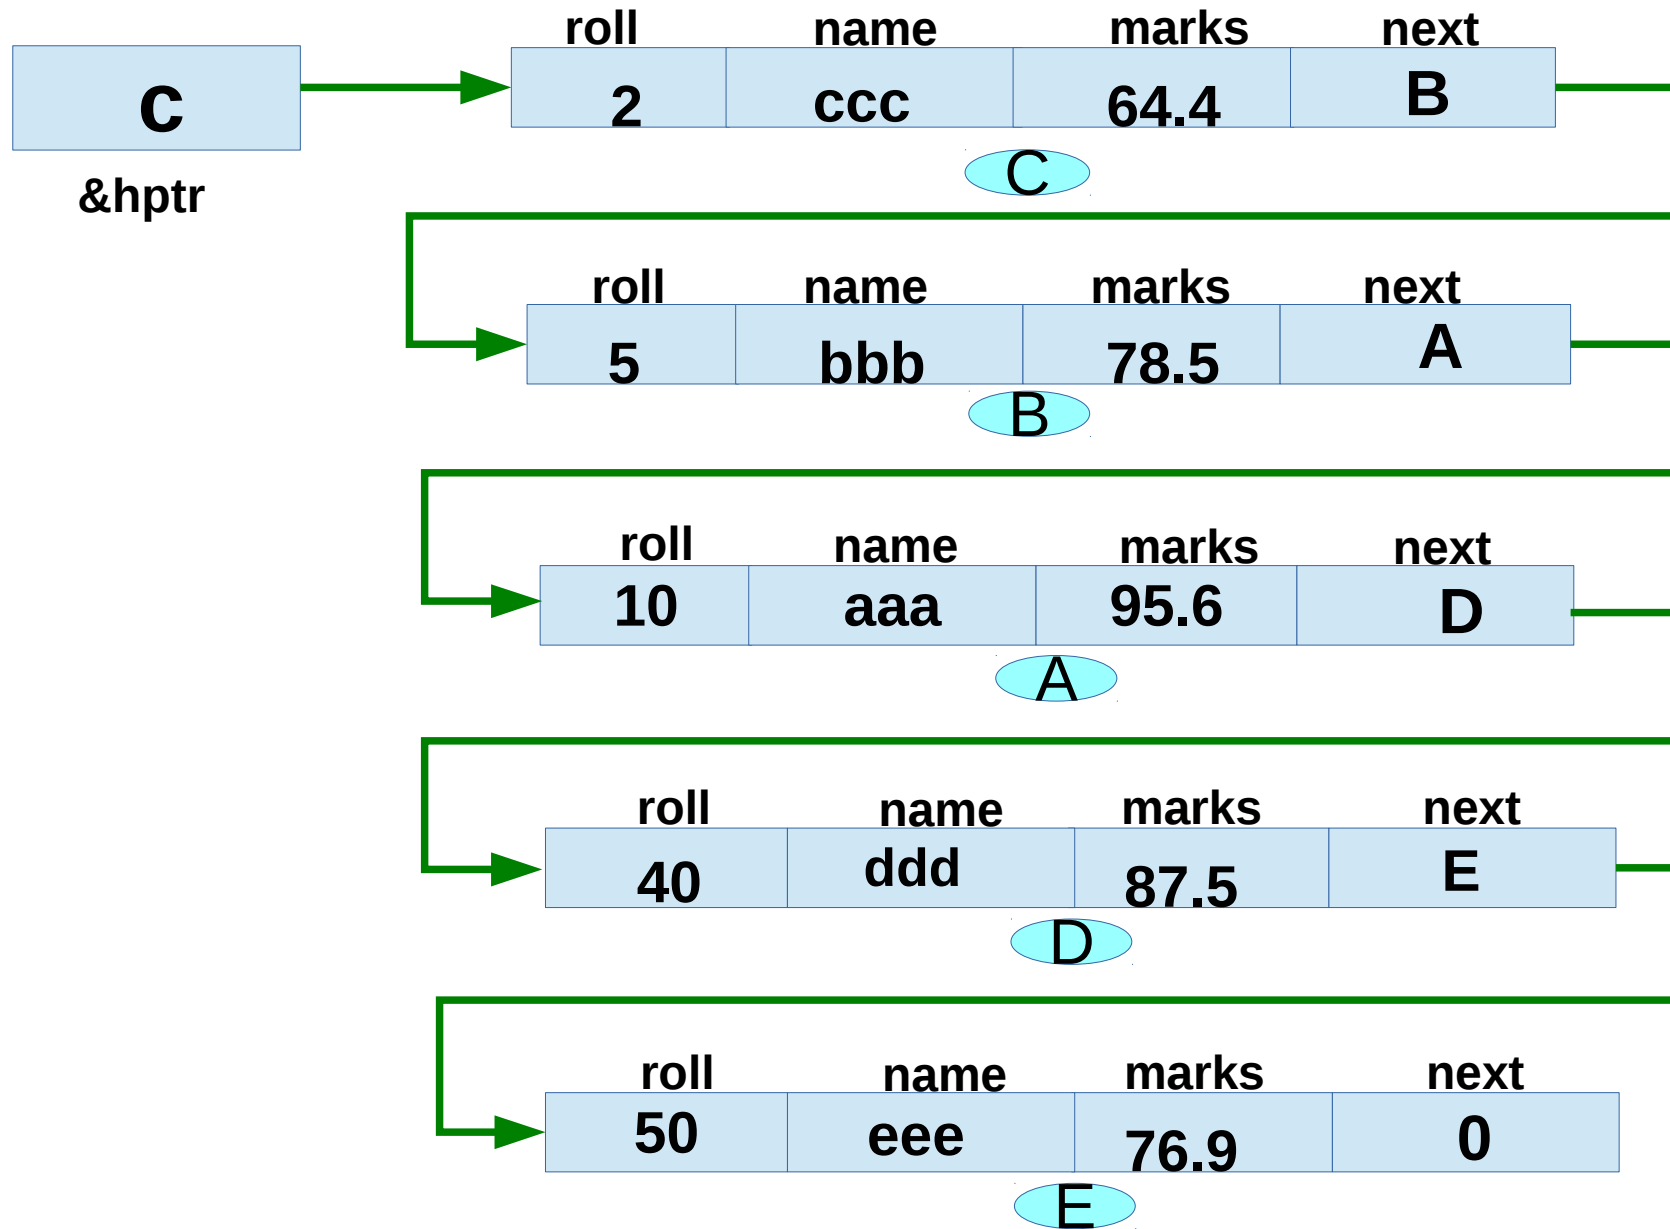 roll name marks next
c 2 ccc 64.4 B
C
&hptr
roll name marks next
5 bbb 78.5 A
B
roll name marks next
10 aaa 95.6 D
A
roll name marks next
40 ddd 87.5 E
D
roll name marks next
50 eee 76.9 0
E